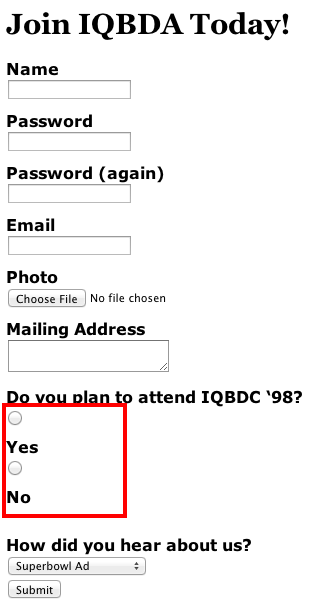 Join IQBDA Today!
Name
Password
Password (again)
Email
Photo
Choose File No file chosen
Mailing Address
Do you plan to attend IQBDC ‘98?
Yes
No
How did you hear about us?
Superbowl Ad
Submit